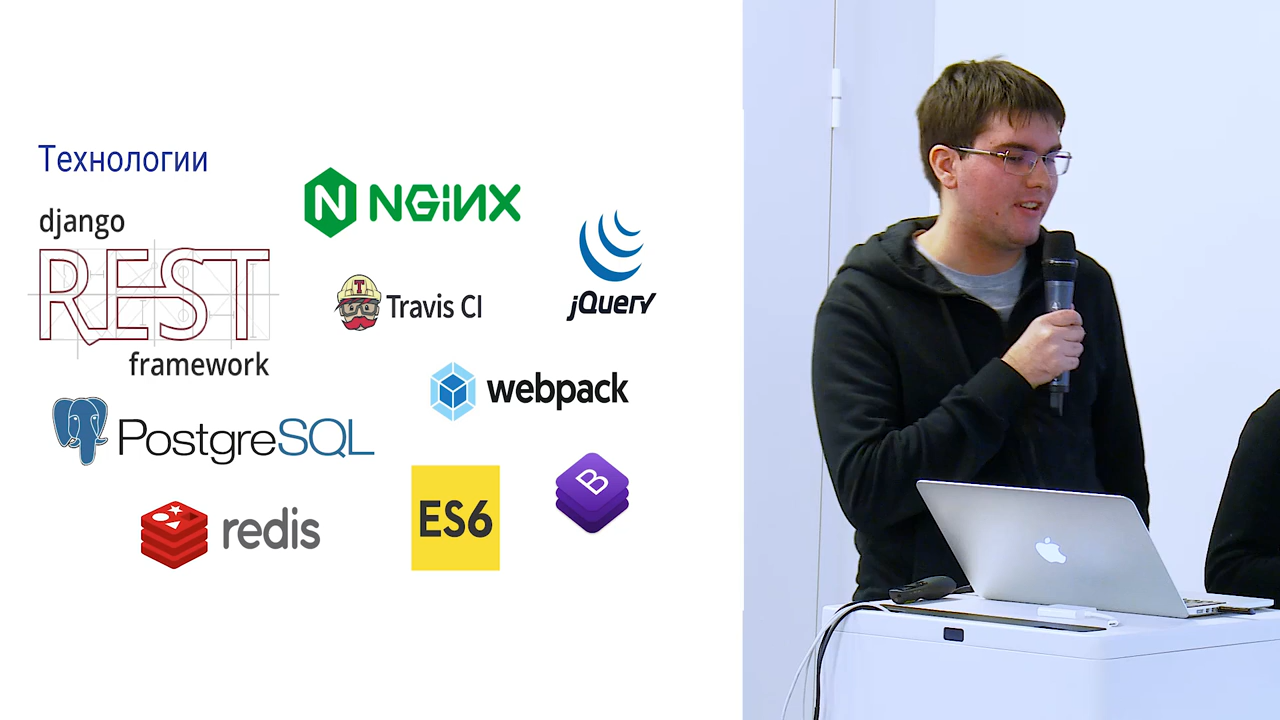 Технологии
django
REST
framework
N NGiNX
T Travis CI
jQuery
webpack
PostgreSQL
redis
ES6
B